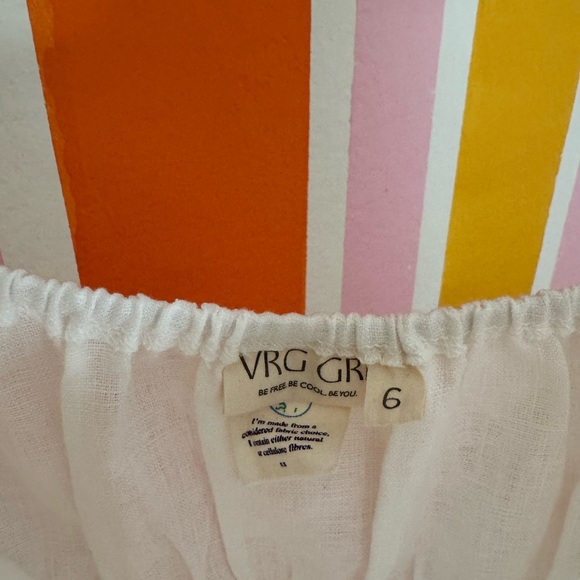 VRG GR
BE FREE. BE COOL. BE YOU.
6
I'm made from a
considered fabric choice.
I contain either natural
or cellulose fibres.